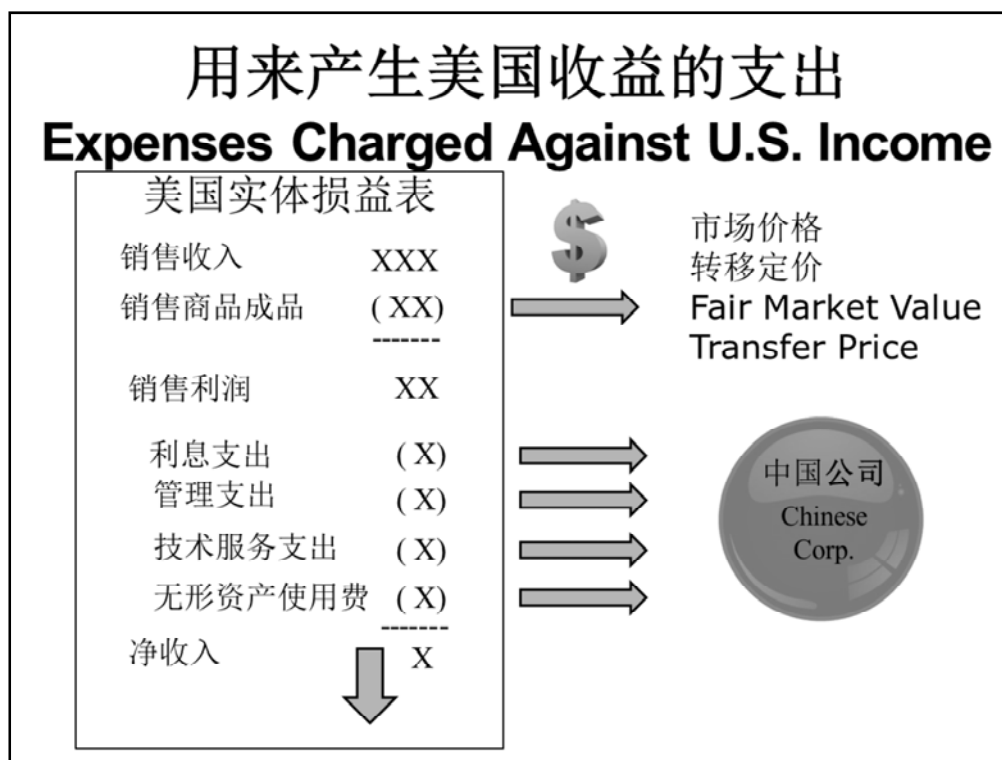 用来产生美国收益的支出
Expenses Charged Against U.S. Income
美国实体损益表
销售收入 XXX
销售商品成品 ( XX)
-------
销售利润 XX
利息支出 ( X)
管理支出 ( X)
技术服务支出 ( X)
无形资产使用费 ( X)
-------
净收入 X
$
市场价格
转移定价
Fair Market Value
Transfer Price
中国公司
Chinese
Corp.